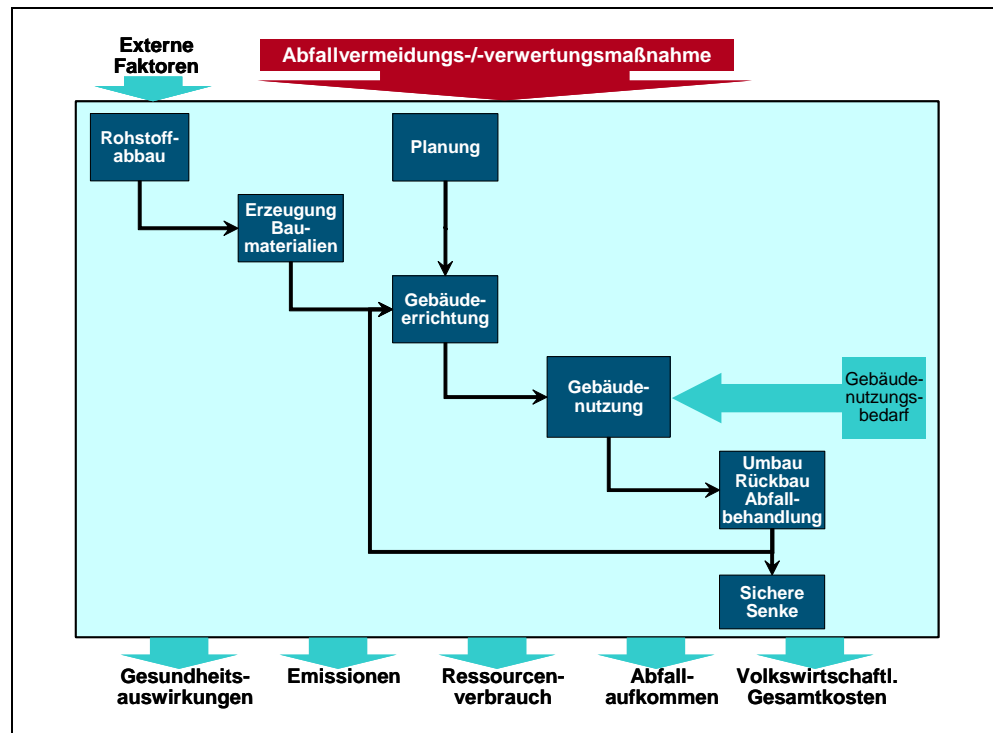 Externe
Faktoren
Abfallvermeidungs-/-verwertungsmaßnahme
Rohstoff-
abbau
Planung
Erzeugung
Bau-
materialien
Gebäude-
errichtung
Gebäude-
nutzung
Gebäude-
nutzungs-
bedarf
Umbau
Rückbau
Abfall-
behandlung
Sichere
Senke
Gesundheits-
auswirkungen
Emissionen
Ressourcen-
verbrauch
Abfall-
aufkommen
Volkswirtschaftl.
Gesamtkosten